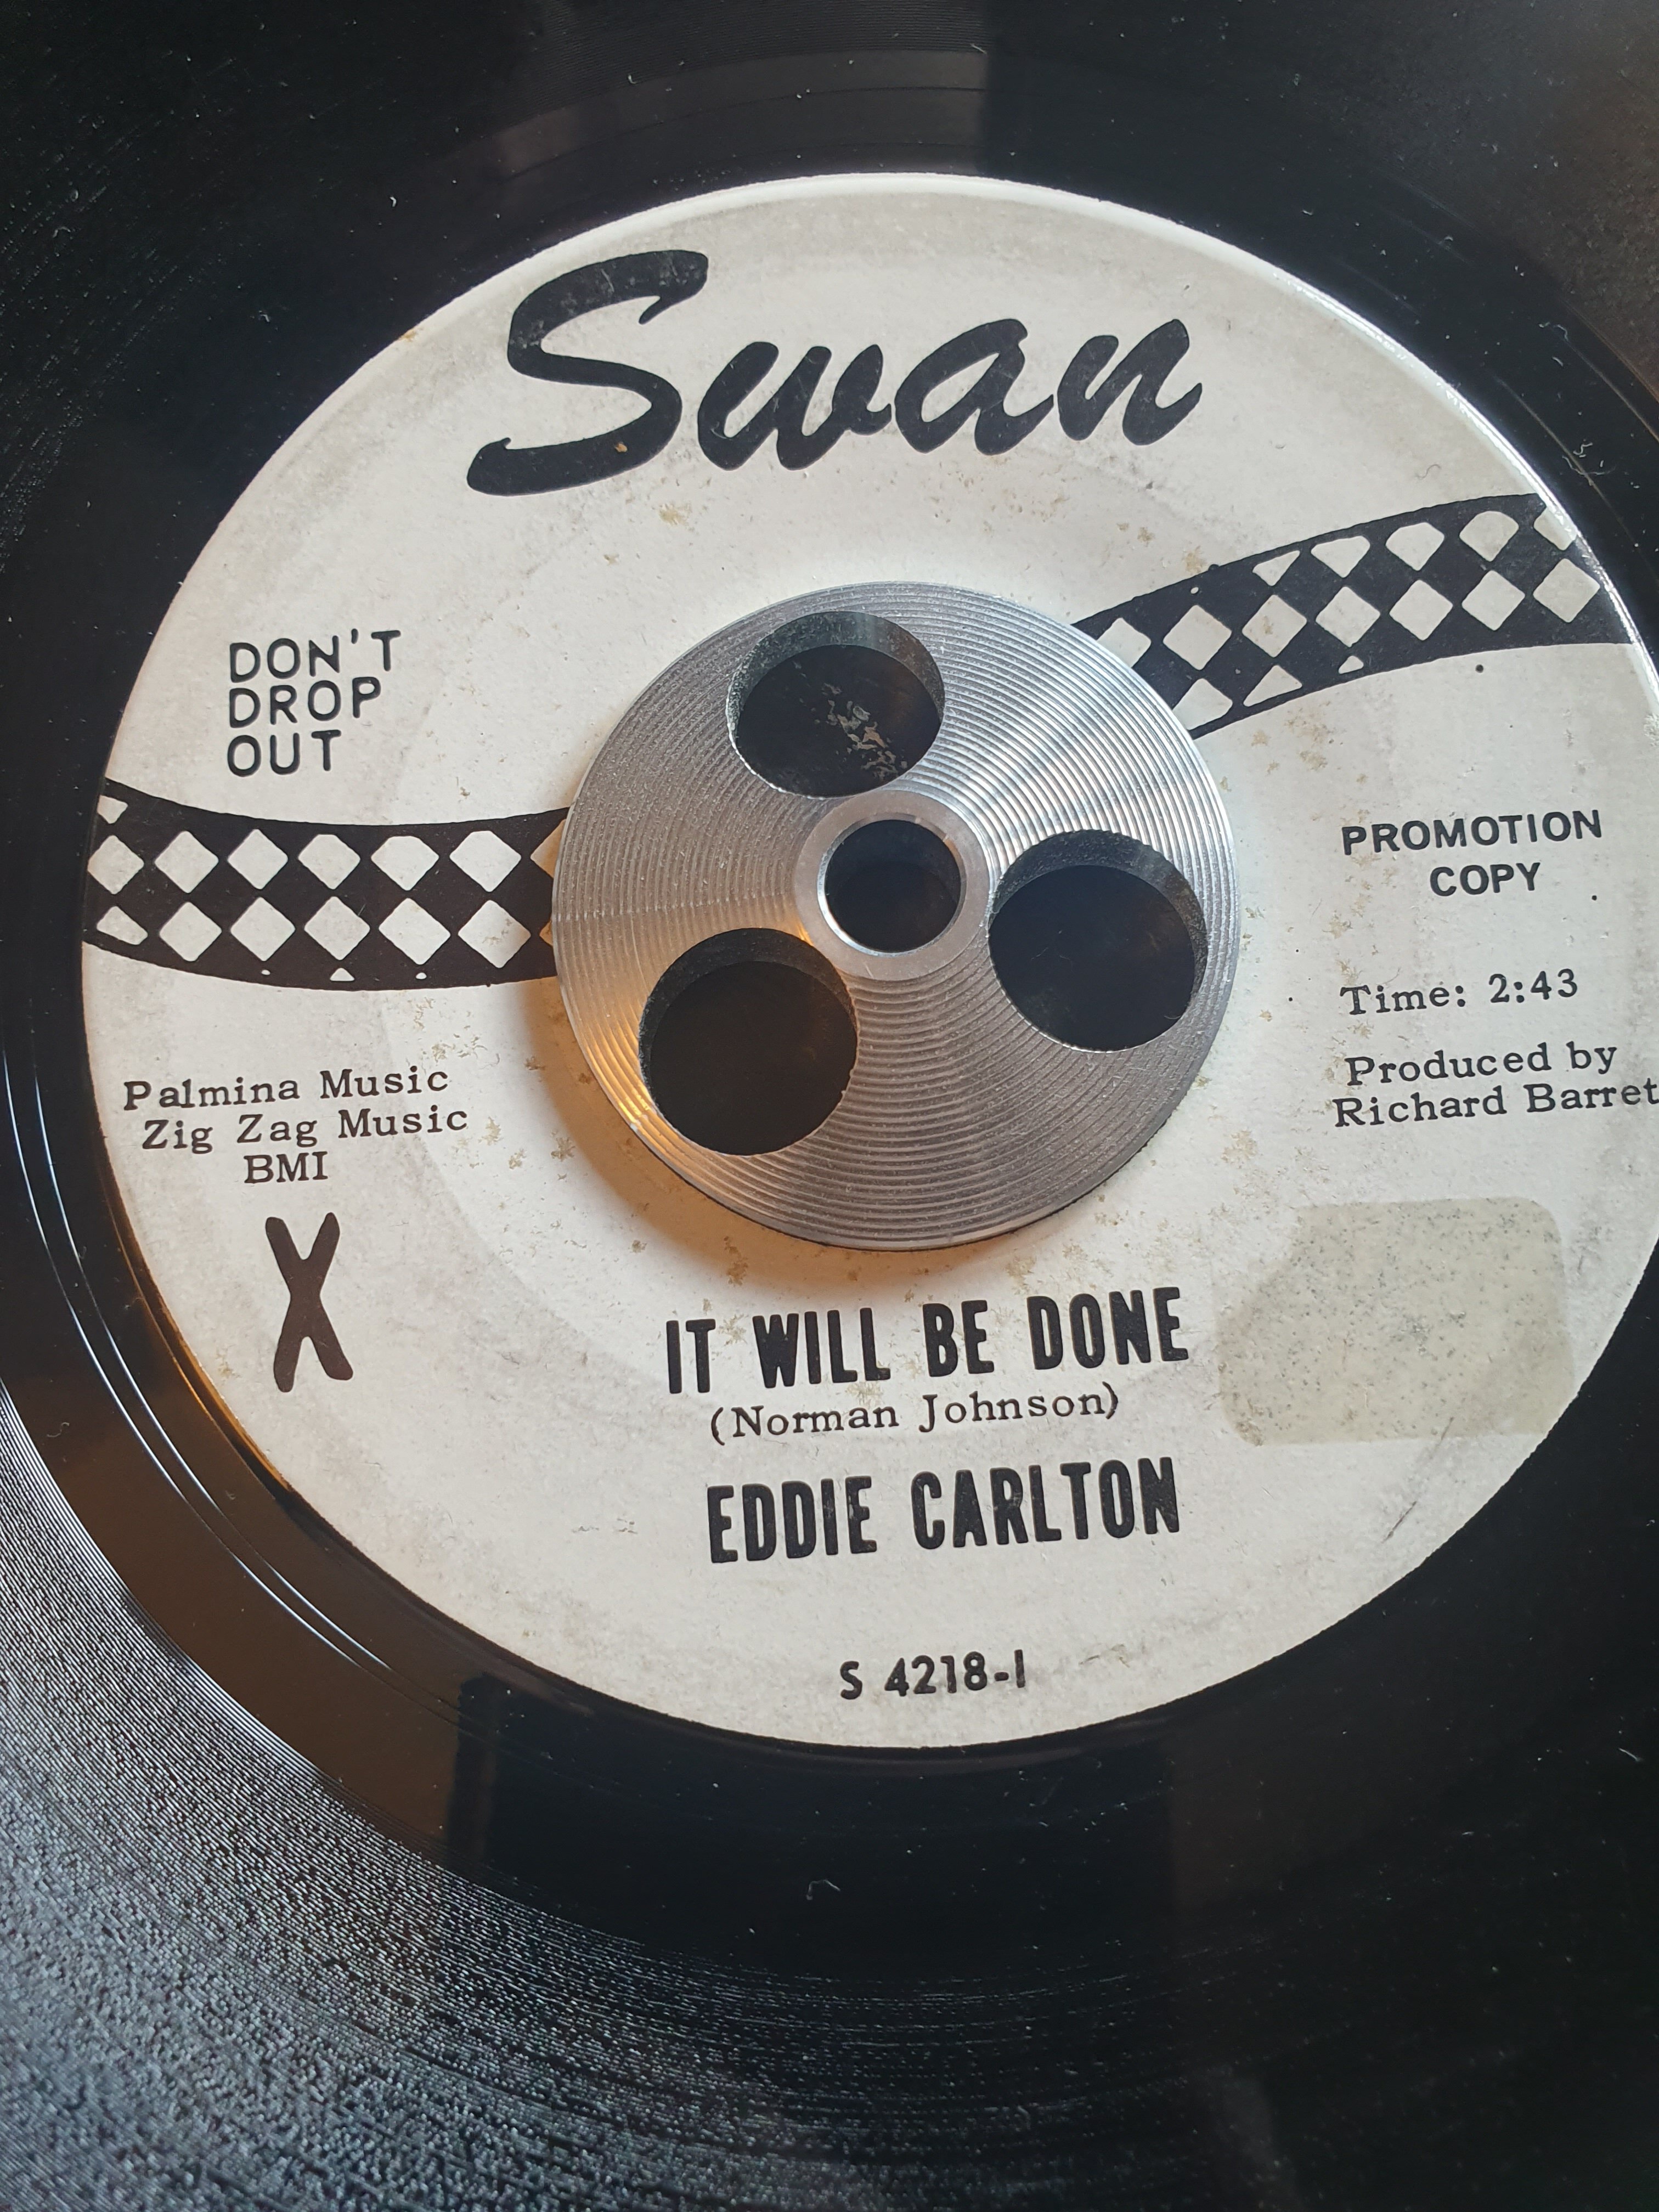 Swan
DON'T
DROP
OUT
PROMOTION
COPY
Time: 2:43
Produced by
Richard Barret
Palmina Music
Zig Zag Music
BMI
X
IT WILL BE DONE
(Norman Johnson)
EDDIE CARLTON
S 4218-I